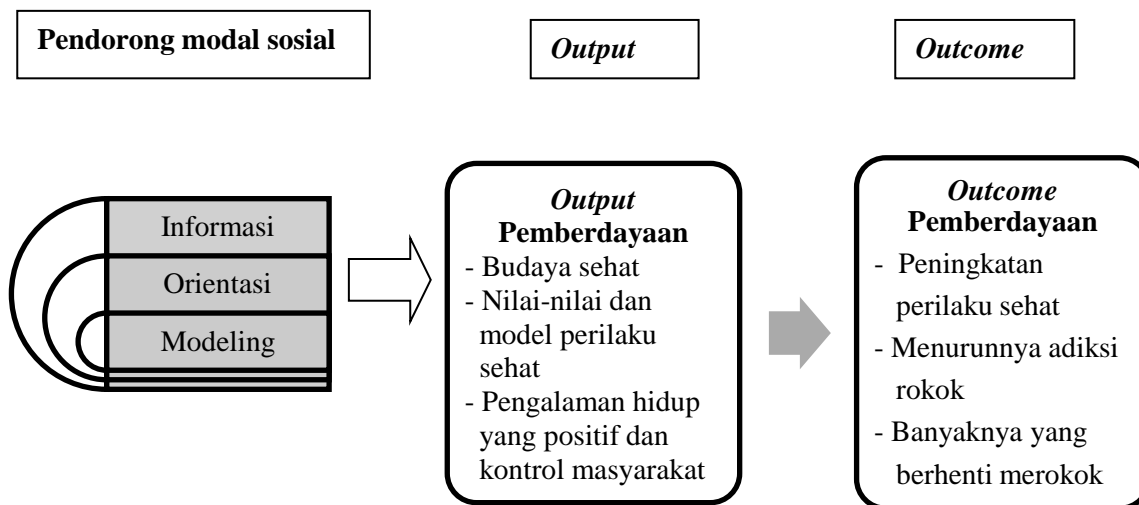 Pendorong modal sosial
Output
Outcome
Informasi
Orientasi
Modeling
Output
Pemberdayaan
- Budaya sehat
- Nilai-nilai dan
model perilaku
sehat
- Pengalaman hidup
yang positif dan
kontrol masyarakat
Outcome
Pemberdayaan
- Peningkatan
perilaku sehat
- Menurunnya adiksi
rokok
- Banyaknya yang
berhenti merokok